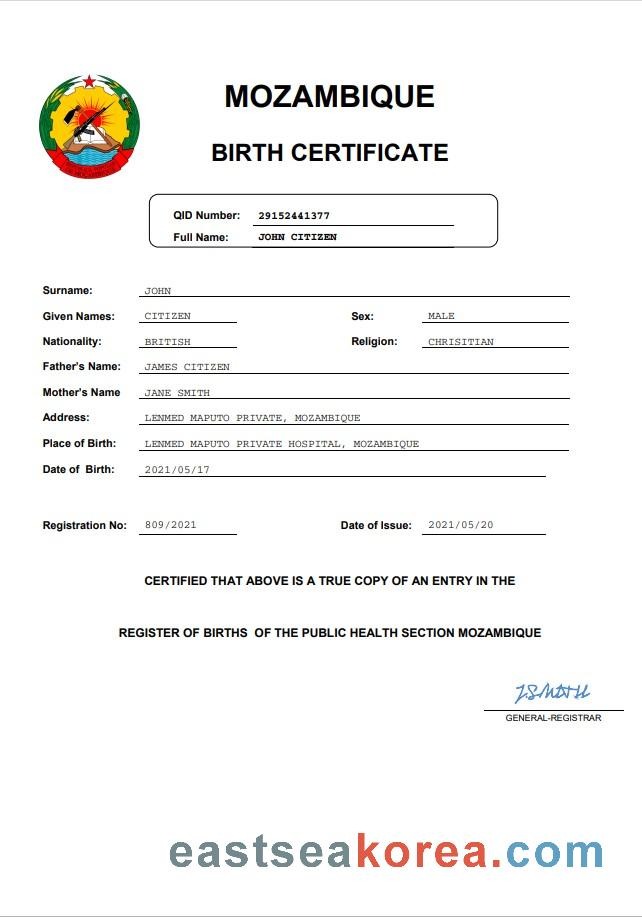 MOZAMBIQUE
BIRTH CERTIFICATE
QID Number: 29152441377
Full Name: JOHN CITIZEN
Surname: JOHN
Given Names: CITIZEN Sex: MALE
Nationality: BRITISH Religion: CHRISITIAN
Father's Name: JAMES CITIZEN
Mother's Name JANE SMITH
Address: LENMED MAPUTO PRIVATE, MOZAMBIQUE
Place of Birth: LENMED MAPUTO PRIVATE HOSPITAL, MOZAMBIQUE
Date of Birth: 2021/05/17
Registration No: 809/2021 Date of Issue: 2021/05/20
CERTIFIED THAT ABOVE IS A TRUE COPY OF AN ENTRY IN THE
REGISTER OF BIRTHS OF THE PUBLIC HEALTH SECTION MOZAMBIQUE
J.SMITH
GENERAL-REGISTRAR
eastseakorea.com